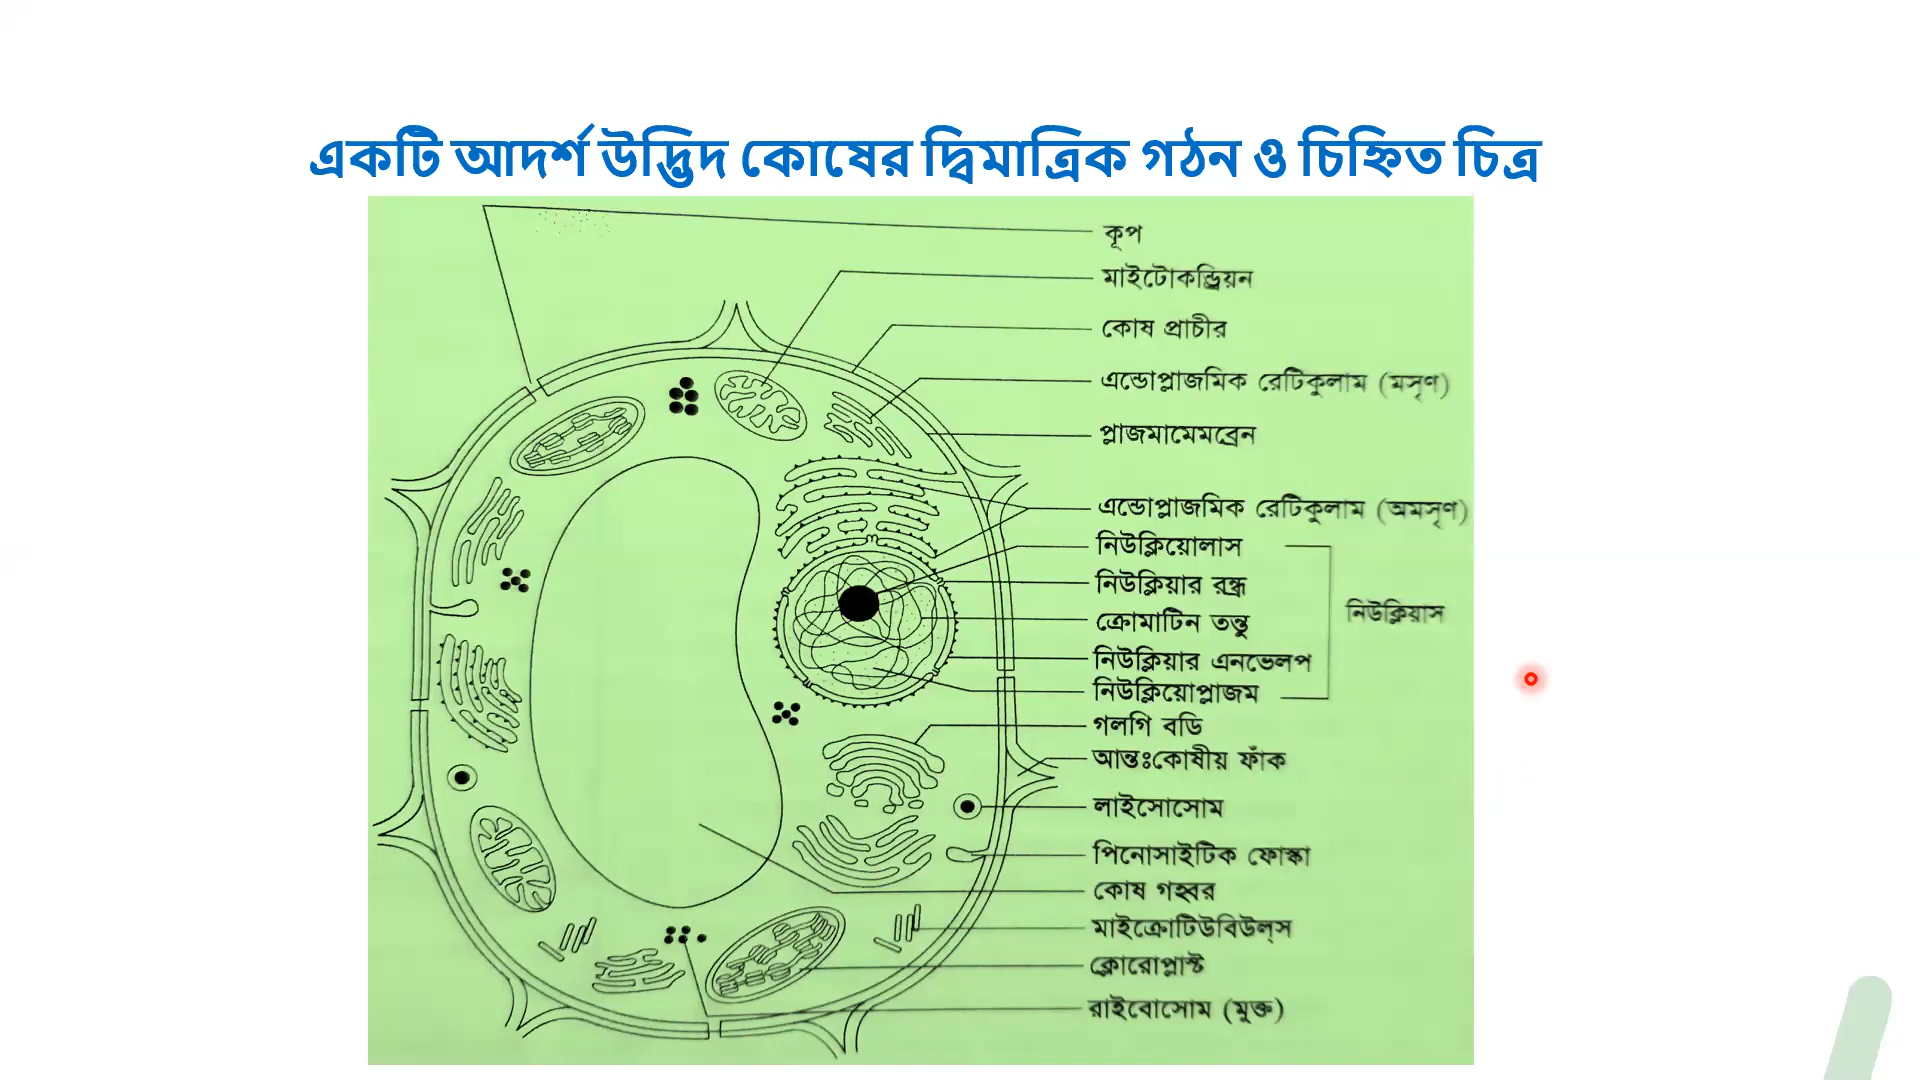 একটি আদর্শ উদ্ভিদ কোষের দ্বিমাত্রিক গঠন ও চিহ্নিত চিত্র
কূপ
মাইটোকন্ড্রিয়ন
কোষ প্রাচীর
এন্ডোপ্লাজমিক রেটিকুলাম (মসৃণ)
প্লাজমামেমব্রেন
এন্ডোপ্লাজমিক রেটিকুলাম (অমসৃণ)
নিউক্লিয়োলাস
নিউক্লিয়ার রন্ধ্র
ক্রোমাটিন তন্তু
নিউক্লিয়াস
নিউক্লিয়ার এনভেলপ
নিউক্লিয়োপ্লাজম
গলগি বডি
আন্তঃকোষীয় ফাঁক
লাইসোসোম
পিনোসাইটিক ফোস্কা
কোষ গহ্বর
মাইক্রোটিউবিউল্‌স
ক্লোরোপ্লাস্ট
রাইবোসোম (মুক্ত)